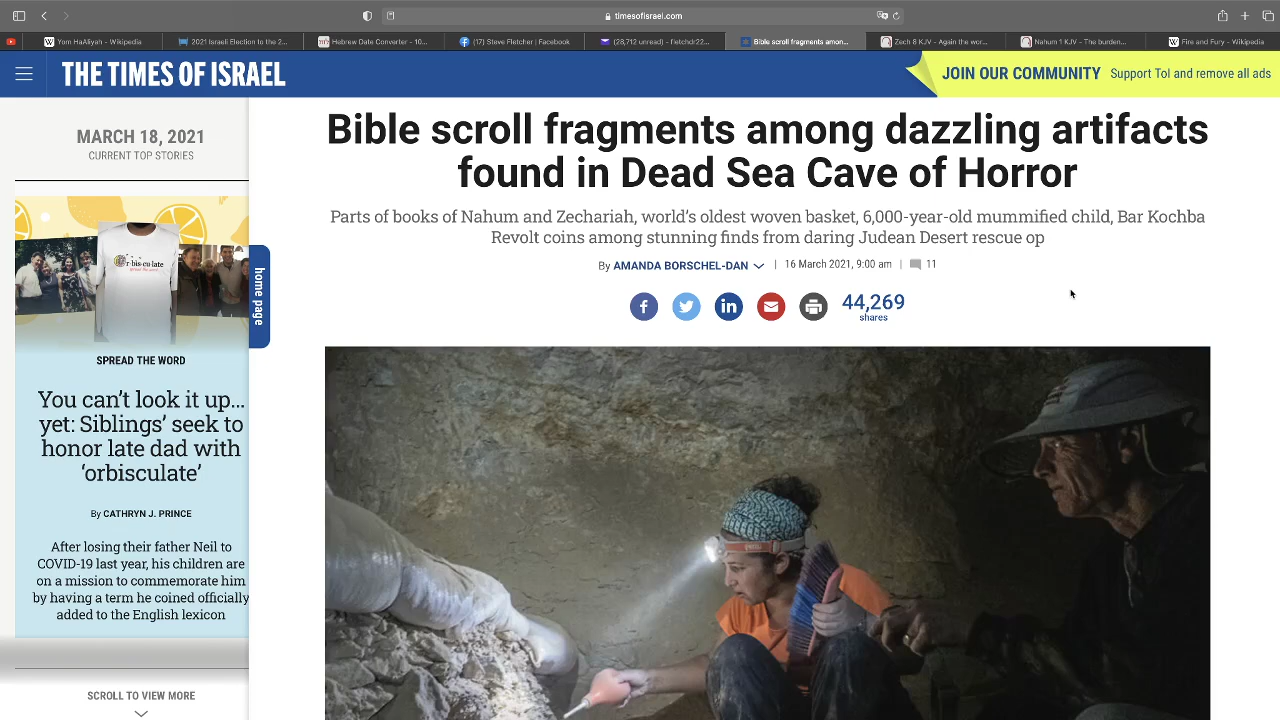 timesofisrael.com
Yom HaAliyah - Wikipedia
2021 Israeli Election to the 2...
Hebrew Date Converter - 10...
(17) Steve Fletcher | Facebook
(28,712 unread) - fletchdr22...
Bible scroll fragments amon...
Zech 8 KJV - Again the wor...
Nahum 1 KJV - The burden...
Fire and Fury - Wikipedia
THE TIMES OF ISRAEL
JOIN OUR COMMUNITY Support ToI and remove all ads
MARCH 18, 2021
CURRENT TOP STORIES
r·bis·co·late
SPREAD THE WORD
You can't look it up...
yet: Siblings' seek to
honor late dad with
'orbisculate'
By CATHRYN J. PRINCE
After losing their father Neil to
COVID-19 last year, his children are
on a mission to commemorate him
by having a term he coined officially
added to the English lexicon
SCROLL TO VIEW MORE
home page
Bible scroll fragments among dazzling artifacts
found in Dead Sea Cave of Horror
Parts of books of Nahum and Zechariah, world's oldest woven basket, 6,000-year-old mummified child, Bar Kochba
Revolt coins among stunning finds from daring Judean Desert rescue op
By AMANDA BORSCHEL-DAN | 16 March 2021, 9:00 am | 11
44,269
shares